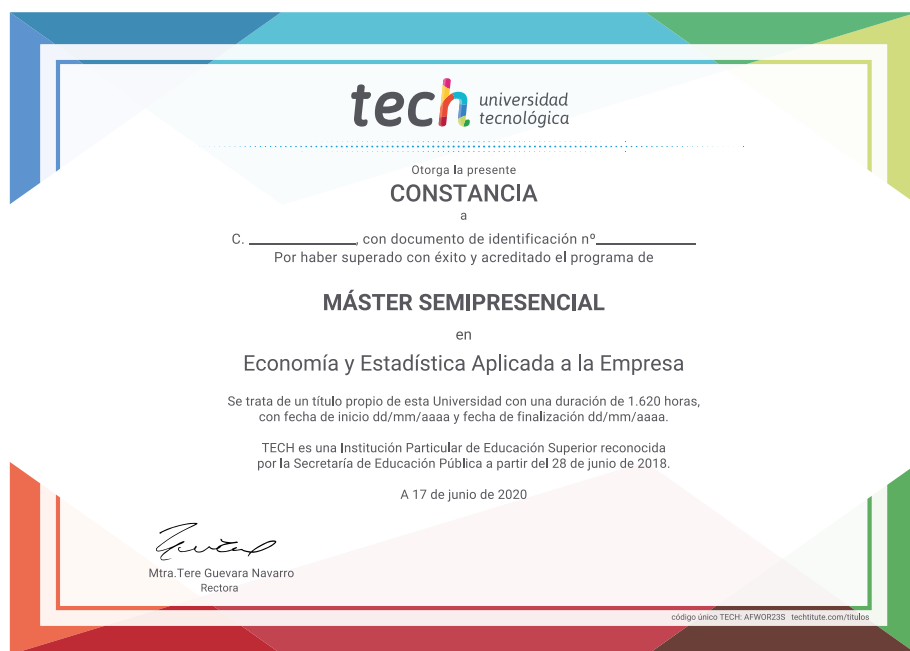 tech universidad
tecnológica
Otorga la presente
CONSTANCIA
a
C. ____________, con documento de identificación nº____________
Por haber superado con éxito y acreditado el programa de
MÁSTER SEMIPRESENCIAL
en
Economía y Estadística Aplicada a la Empresa
Se trata de un título propio de esta Universidad con una duración de 1.620 horas,
con fecha de inicio dd/mm/aaaa y fecha de finalización dd/mm/aaaa.
TECH es una Institución Particular de Educación Superior reconocida
por la Secretaría de Educación Pública a partir del 28 de junio de 2018.
A 17 de junio de 2020
Mtra.Tere Guevara Navarro
Rectora
código único TECH: AFWOR23S techtitute.com/titulos